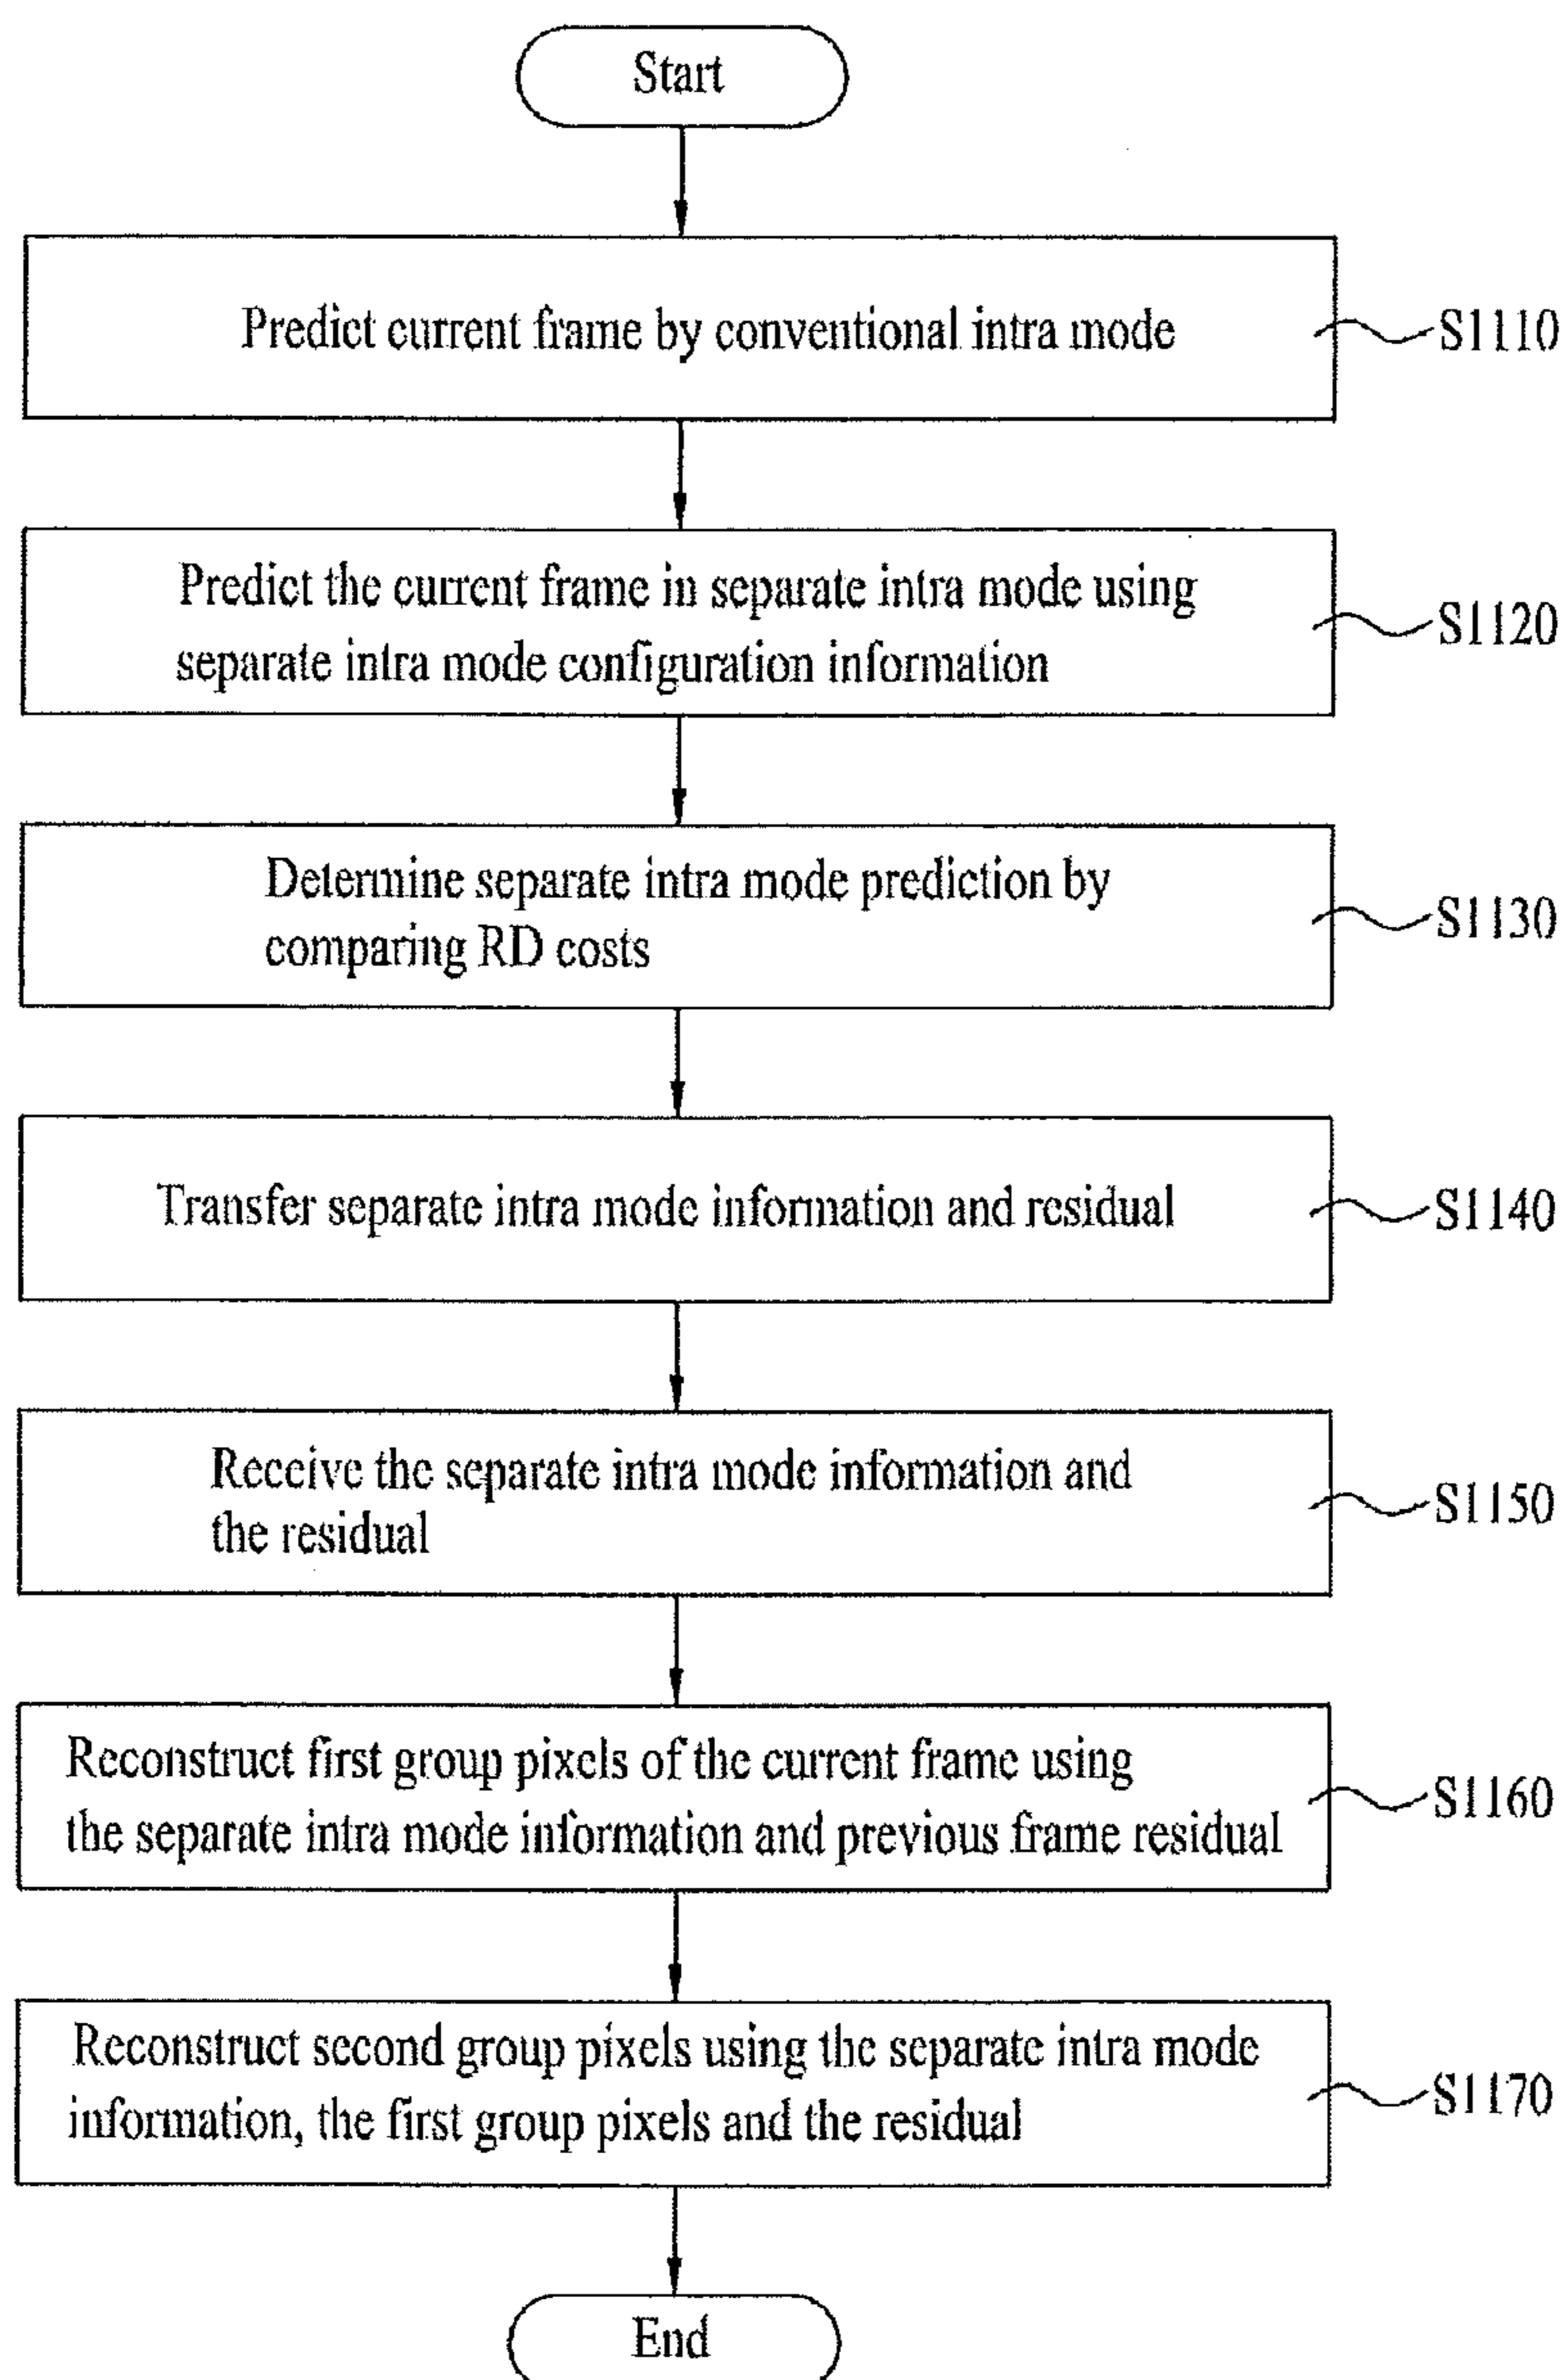 Start
Predict current frame by conventional intra mode
S1110
Predict the current frame in separate intra mode using
separate intra mode configuration information
S1120
Determine separate intra mode prediction by
comparing RD costs
S1130
Transfer separate intra mode information and residual
S1140
Receive the separate intra mode information and
the residual
S1150
Reconstruct first group pixels of the current frame using
the separate intra mode information and previous frame residual
S1160
Reconstruct second group pixels using the separate intra mode
information, the first group pixels and the residual
S1170
End